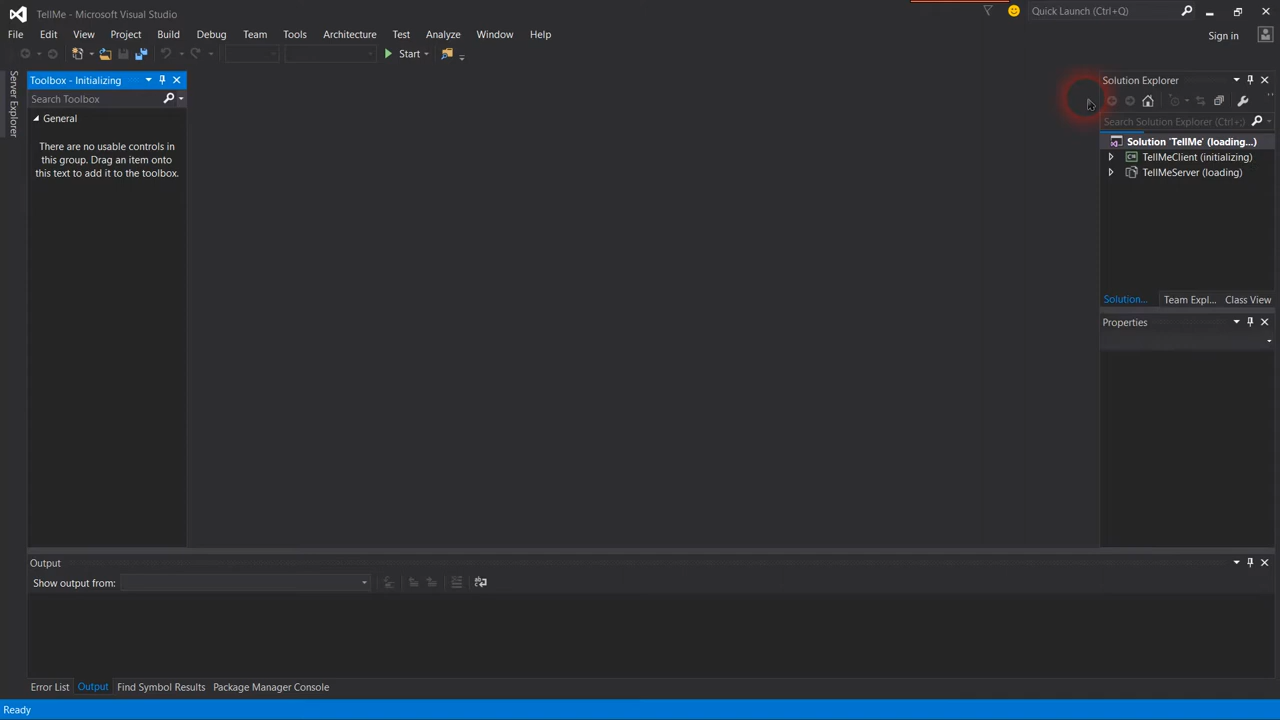 TellMe - Microsoft Visual Studio
Quick Launch (Ctrl+Q)
File Edit View Project Build Debug Team Tools Architecture Test Analyze Window Help
Sign in
Start
Server Explorer
Toolbox - Initializing
Search Toolbox
General
There are no usable controls in
this group. Drag an item onto
this text to add it to the toolbox.
Solution Explorer
Search Solution Explorer (Ctrl+;)
Solution 'TellMe' (loading...)
C#
TellMeClient (initializing)
TellMeServer (loading)
Solution... Team Expl... Class View
Properties
Output
Show output from:
Error List Output Find Symbol Results Package Manager Console
Ready